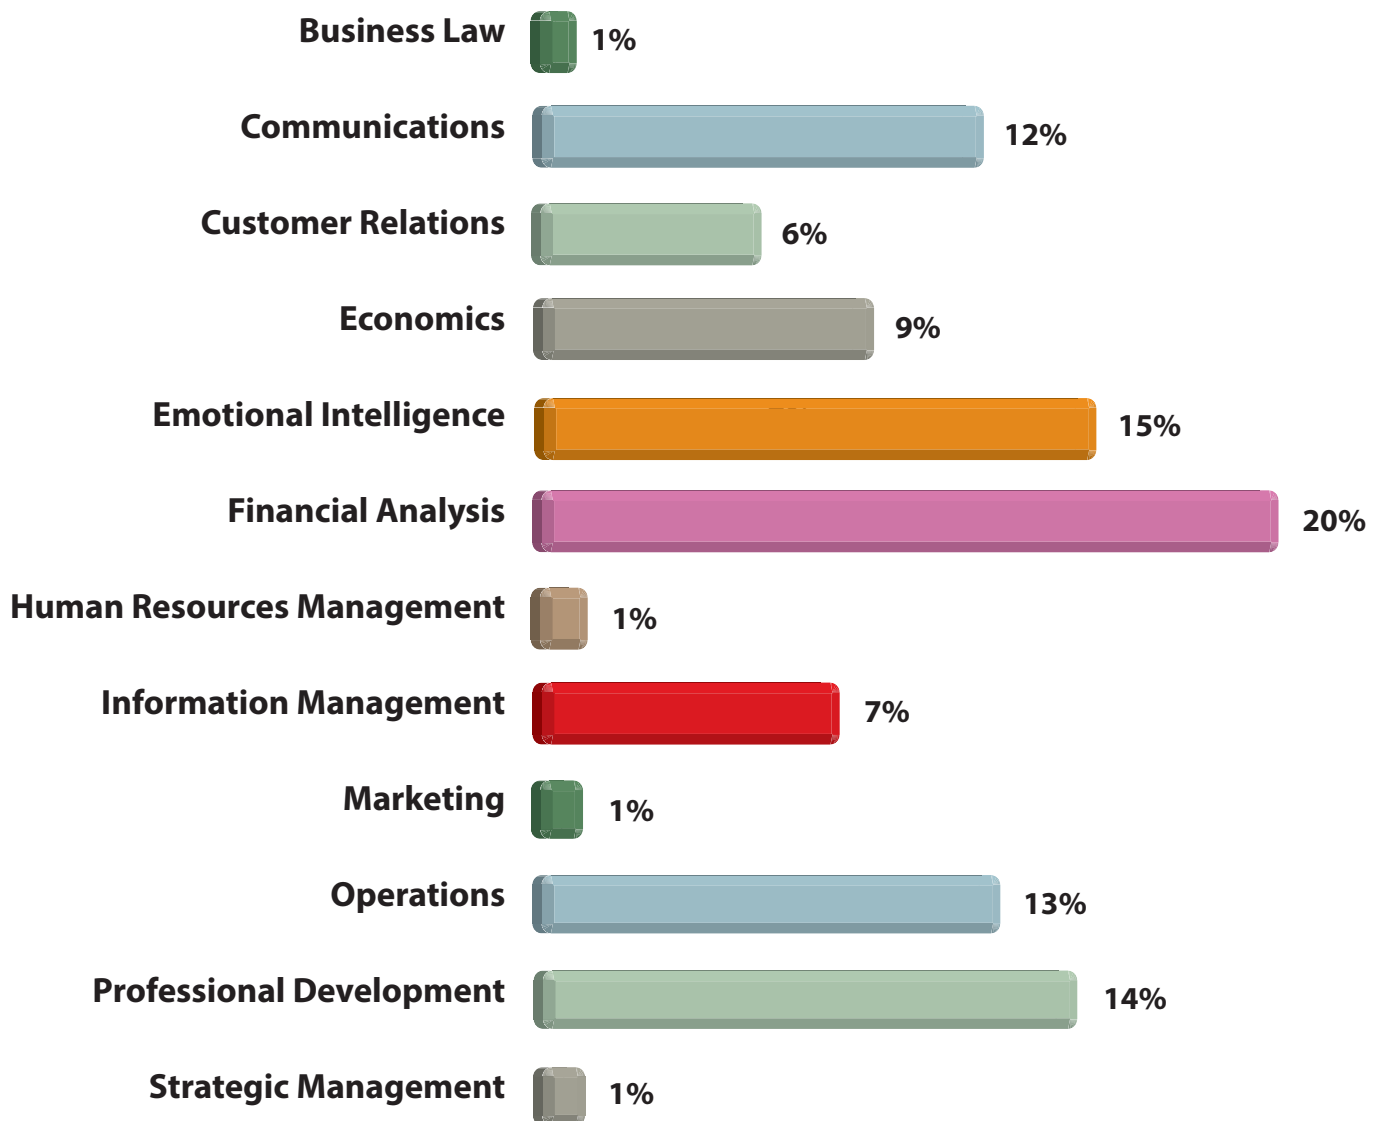 Business Law 1%
Communications 12%
Customer Relations 6%
Economics 9%
Emotional Intelligence 15%
Financial Analysis 20%
Human Resources Management 1%
Information Management 7%
Marketing 1%
Operations 13%
Professional Development 14%
Strategic Management 1%